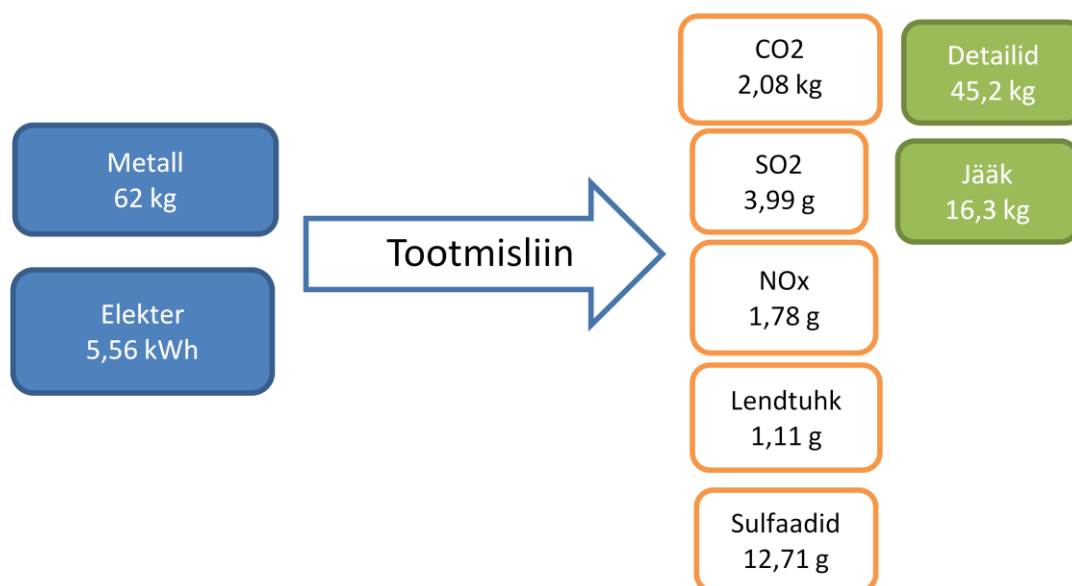 Metall
62 kg
Elekter
5,56 kWh
Tootmisliin
CO2
2,08 kg
SO2
3,99 g
NOx
1,78 g
Lendtuhk
1,11 g
Sulfaadid
12,71 g
Detailid
45,2 kg
Jääk
16,3 kg